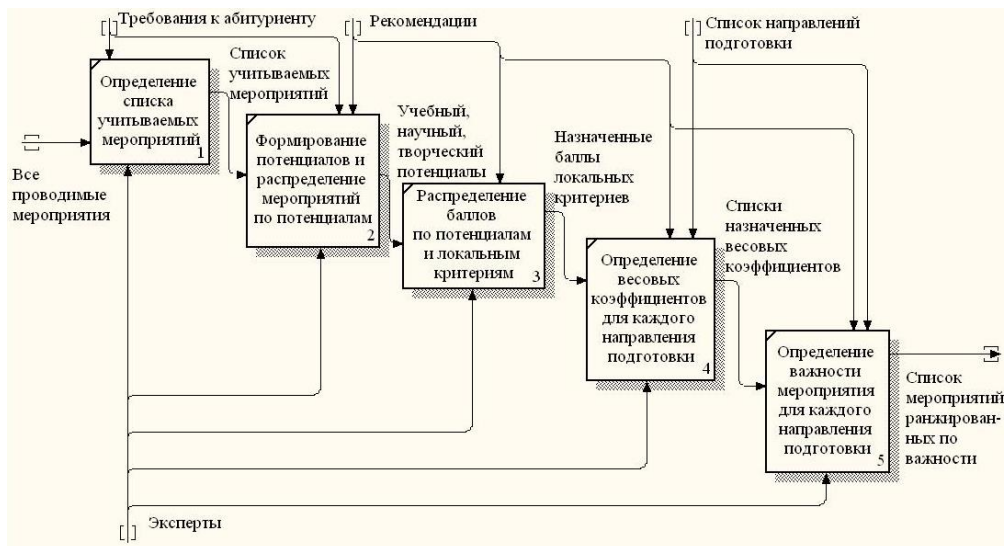 Требования к абитуриенту
Рекомендации
Список направлений
подготовки
Определение
списка
учитываемых
мероприятий
1
Список
учитываемых
мероприятий
Все
проводимые
мероприятия
Формирование
потенциалов и
распределение
мероприятий
по потенциалам
2
Учебный,
научный,
творческий
потенциалы
Распределение
баллов
по потенциалам
и локальным
критериям
3
Назначенные
баллы
локальных
критериев
Определение
весовых
коэффициентов
для каждого
направления
подготовки
4
Списки
назначенных
весовых
коэффициентов
Определение
важности
мероприятия
для каждого
направления
подготовки
5
Список
мероприятий
ранжирован-
ных по
важности
Эксперты